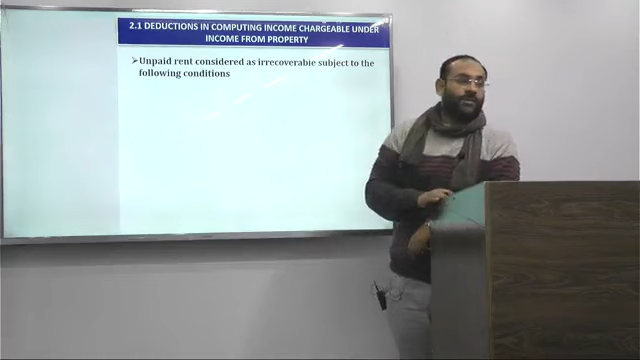 2.1 DEDUCTIONS IN COMPUTING INCOME CHARGEABLE UNDER
INCOME FROM PROPERTY
➢Unpaid rent considered as irrecoverable subject to the
following conditions